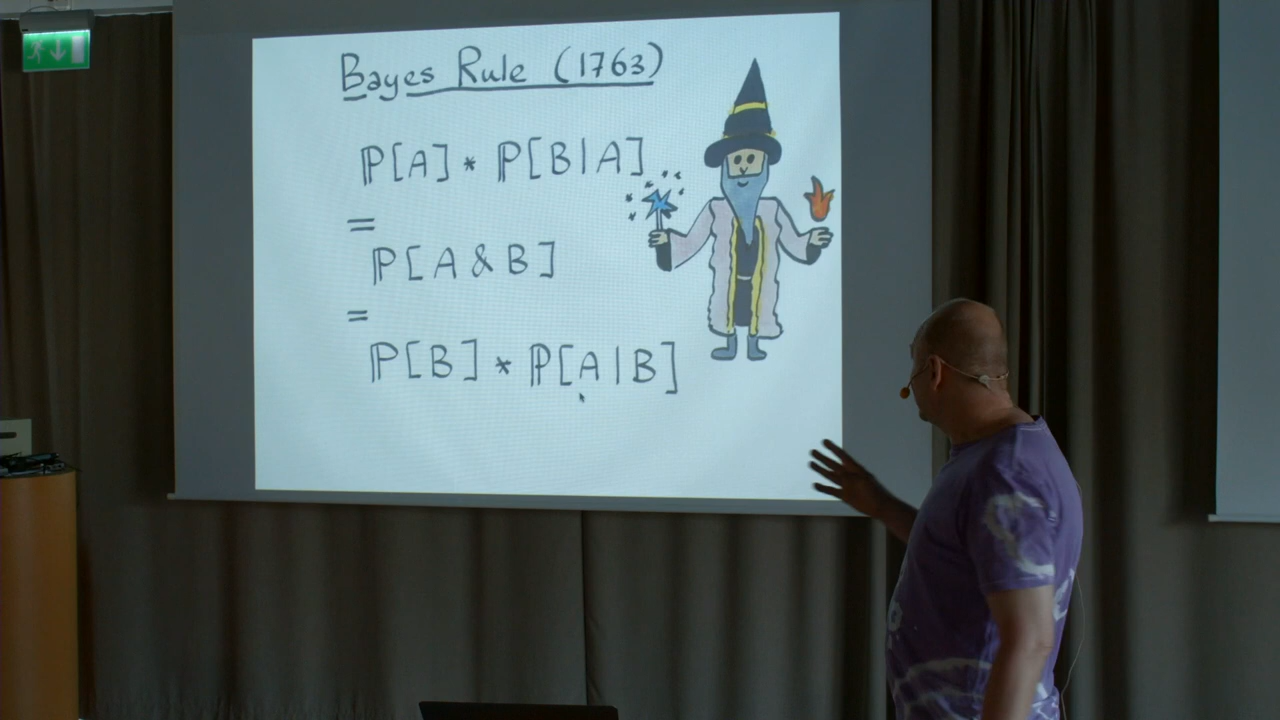 Bayes Rule (1763)
ℙ[A] * ℙ[B|A]
=
ℙ[A & B]
=
ℙ[B] * ℙ[A|B]